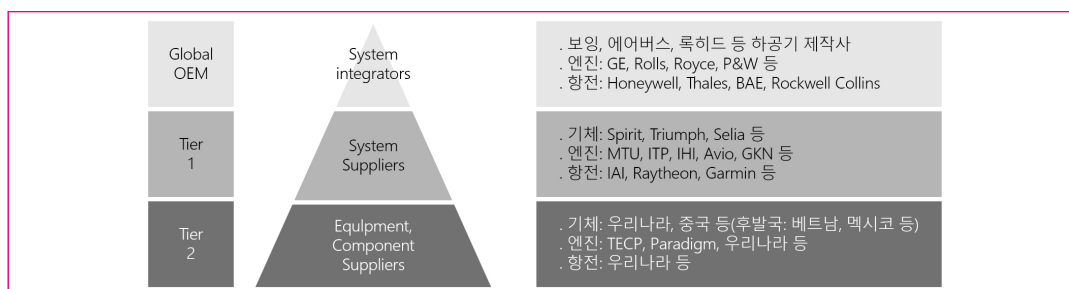 Global
OEM
System
integrators
. 보잉, 에어버스, 록히드 등 하공기 제작사
. 엔진: GE, Rolls, Royce, P&W 등
. 항전: Honeywell, Thales, BAE, Rockwell Collins
Tier
1
System
Suppliers
. 기체: Spirit, Triumph, Selia 등
. 엔진: MTU, ITP, IHI, Avio, GKN 등
. 항전: IAI, Raytheon, Garmin 등
Tier
2
Equlpment,
Component
Suppliers
. 기체: 우리나라, 중국 등(후발국: 베트남, 멕시코 등)
. 엔진: TECP, Paradigm, 우리나라 등
. 항전: 우리나라 등